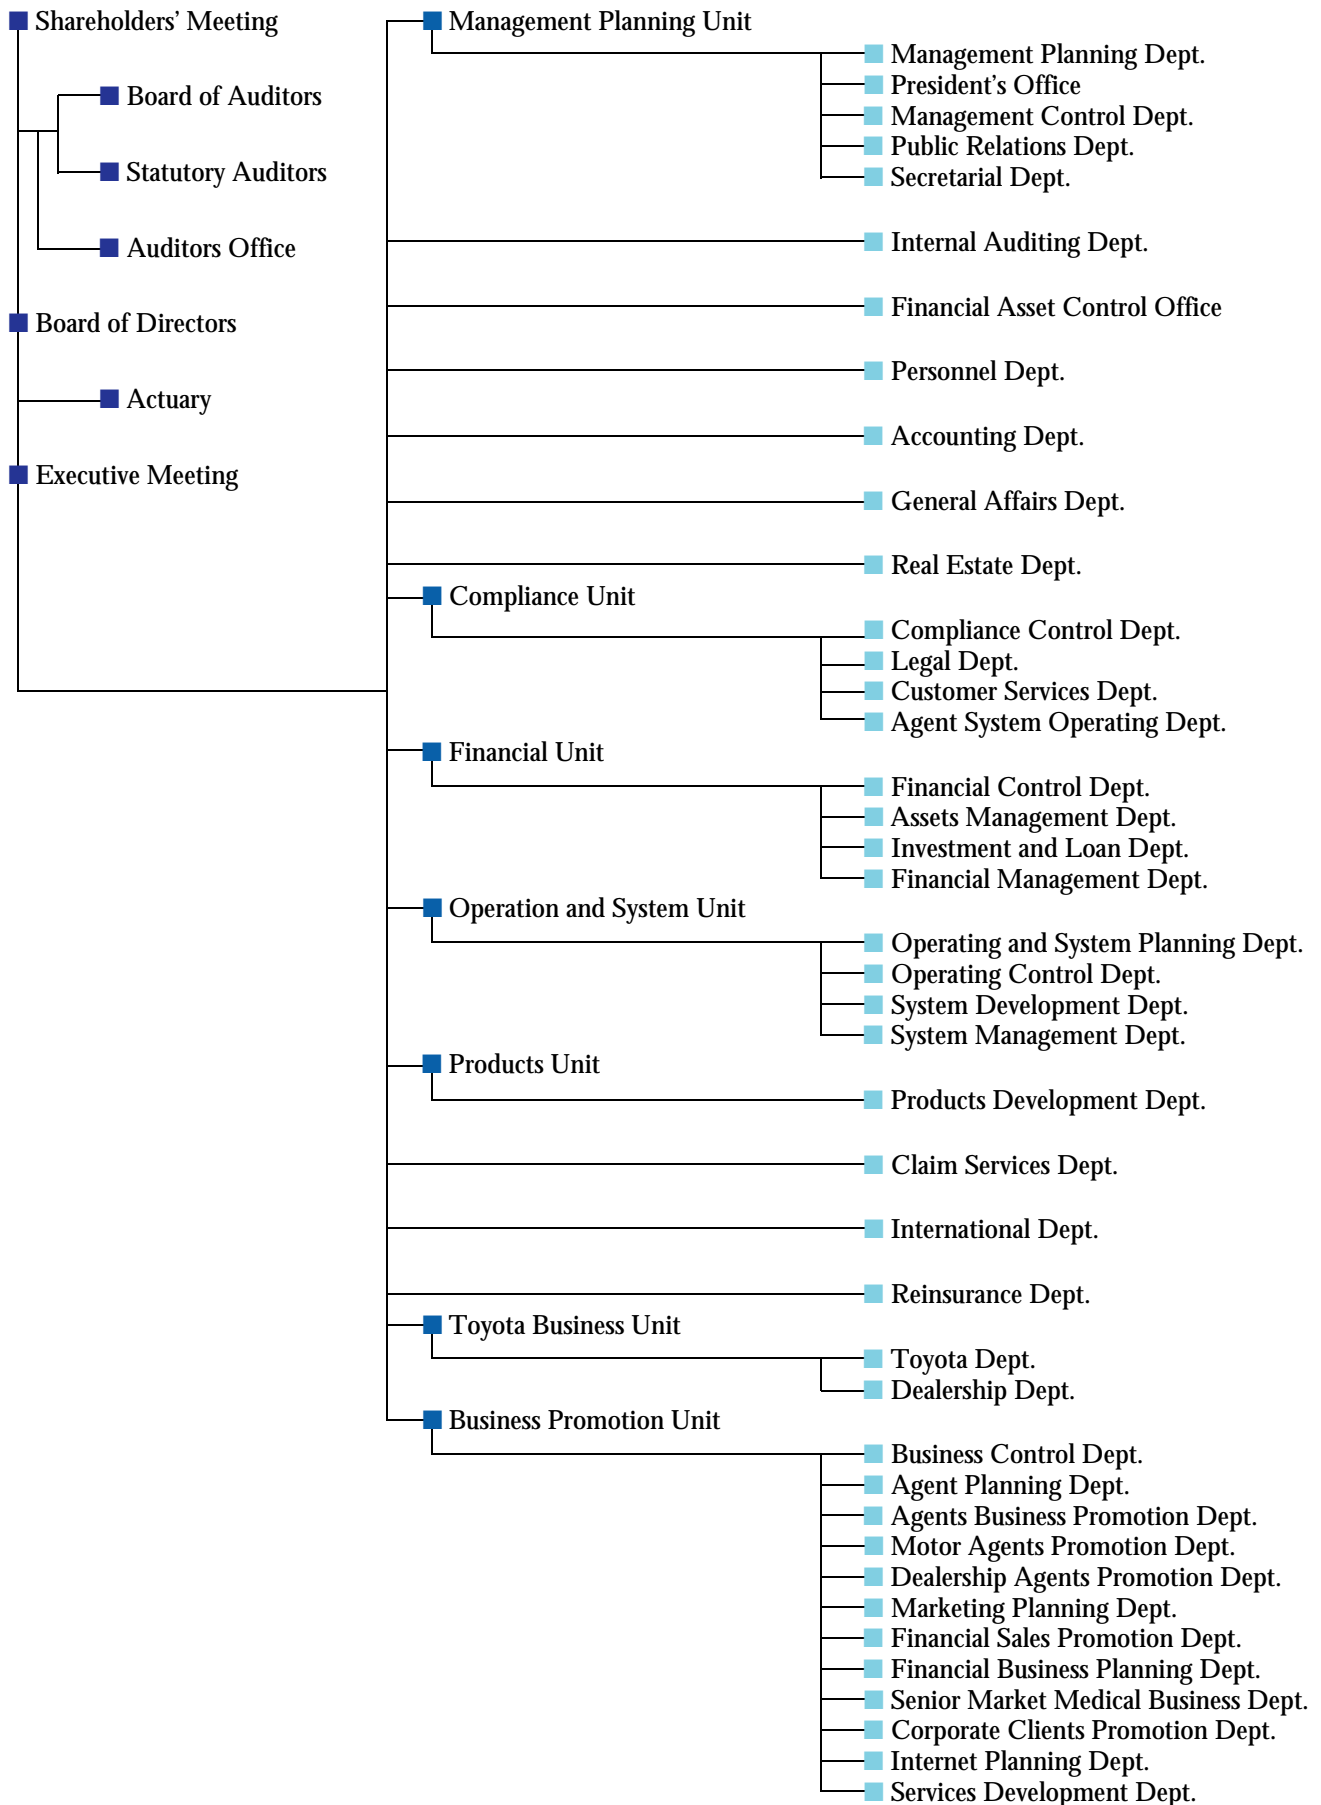 Shareholders’ Meeting
Board of Auditors
Statutory Auditors
Auditors Office
Board of Directors
Actuary
Executive Meeting
Management Planning Unit
Management Planning Dept.
President’s Office
Management Control Dept.
Public Relations Dept.
Secretarial Dept.
Internal Auditing Dept.
Financial Asset Control Office
Personnel Dept.
Accounting Dept.
General Affairs Dept.
Real Estate Dept.
Compliance Unit
Compliance Control Dept.
Legal Dept.
Customer Services Dept.
Agent System Operating Dept.
Financial Unit
Financial Control Dept.
Assets Management Dept.
Investment and Loan Dept.
Financial Management Dept.
Operation and System Unit
Operating and System Planning Dept.
Operating Control Dept.
System Development Dept.
System Management Dept.
Products Unit
Products Development Dept.
Claim Services Dept.
International Dept.
Reinsurance Dept.
Toyota Business Unit
Toyota Dept.
Dealership Dept.
Business Promotion Unit
Business Control Dept.
Agent Planning Dept.
Agents Business Promotion Dept.
Motor Agents Promotion Dept.
Dealership Agents Promotion Dept.
Marketing Planning Dept.
Financial Sales Promotion Dept.
Financial Business Planning Dept.
Senior Market Medical Business Dept.
Corporate Clients Promotion Dept.
Internet Planning Dept.
Services Development Dept.